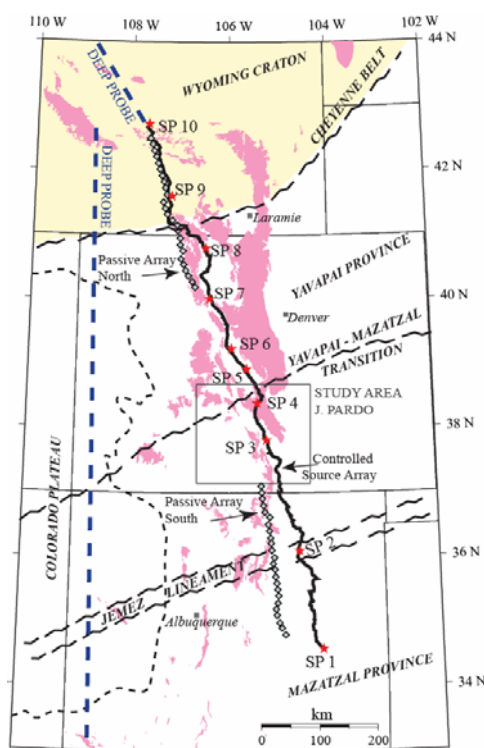 110 W
108 W
106 W
104 W
102 W
44 N
DEEP PROBE
WYOMING CRATON
CHEYENNE BELT
SP 10
DEEP PROBE
42 N
SP 9
Laramie
Passive Array
North
SP 8
YAVAPAI PROVINCE
SP 7
40 N
Denver
SP 6
YAVAPAI - MAZATZAL
TRANSITION
SP 5
STUDY AREA
J. PARDO
SP 4
38 N
SP 3
Controlled
Source Array
COLORADO PLATEAU
Passive Array
South
SP 2
36 N
JEMEZ LINEAMENT
Albuquerque
SP 1
MAZATZAL PROVINCE
34 N
km
0 100 200